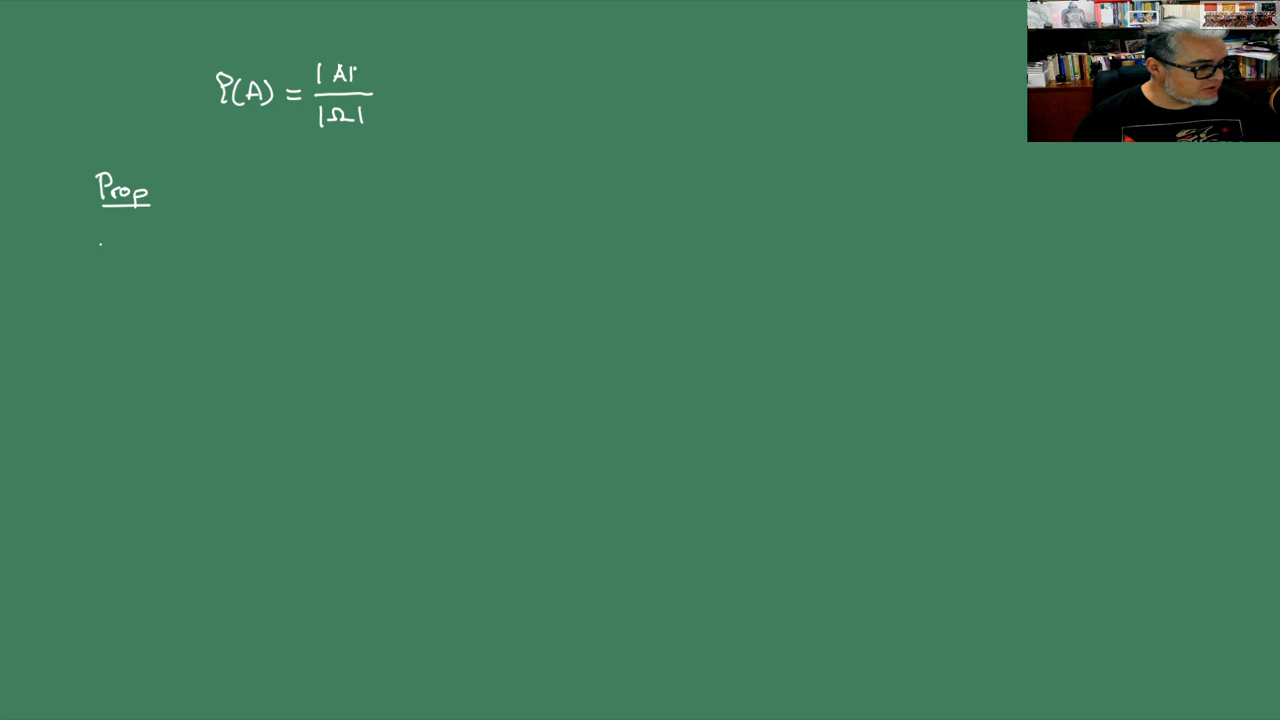 P(A) = |A| / |Ω|
Prop